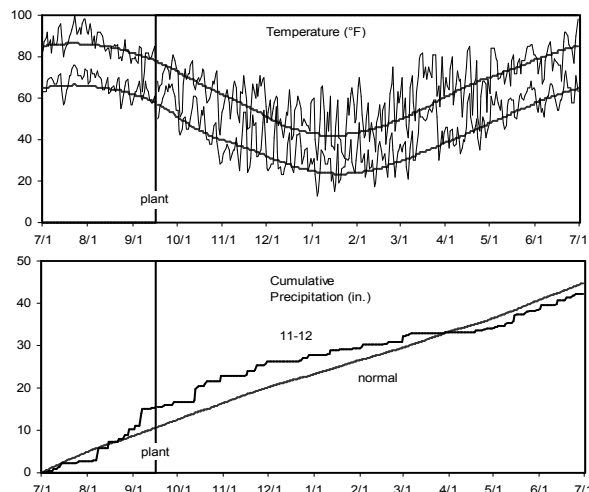 Temperature (°F)
100
80
60
40
20
0
plant
7/1 8/1 9/1 10/1 11/1 12/1 1/1 2/1 3/1 4/1 5/1 6/1 7/1
Cumulative
Precipitation (in.)
50
40
30
20
10
0
11-12
normal
plant
7/1 8/1 9/1 10/1 11/1 12/1 1/1 2/1 3/1 4/1 5/1 6/1 7/1